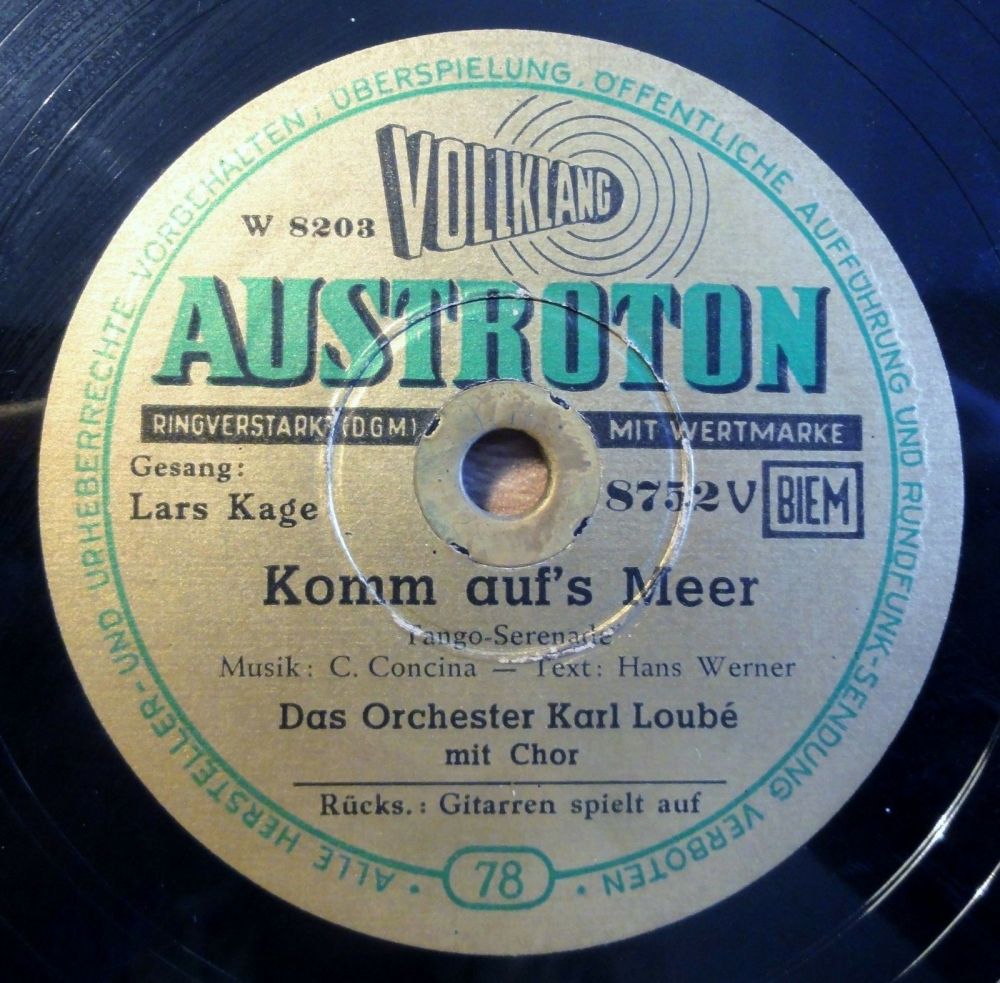 ALLE HERSTELLER- UND URHEBERRECHTE VORBEHALTEN; ÜBERSPIELUNG, ÖFFENTLICHE AUFFÜHRUNG UND RUNDFUNK-SENDUNG VERBOTEN
VOLLKLANG
W 8203
AUSTROTON
RINGVERSTARKT (D.G.M.) MIT WERTMARKE
Gesang:
Lars Kage
8752 V BIEM
Komm auf's Meer
Tango-Serenade
Musik: C. Concina — Text: Hans Werner
Das Orchester Karl Loubé
mit Chor
Rücks.: Gitarren spielt auf
78